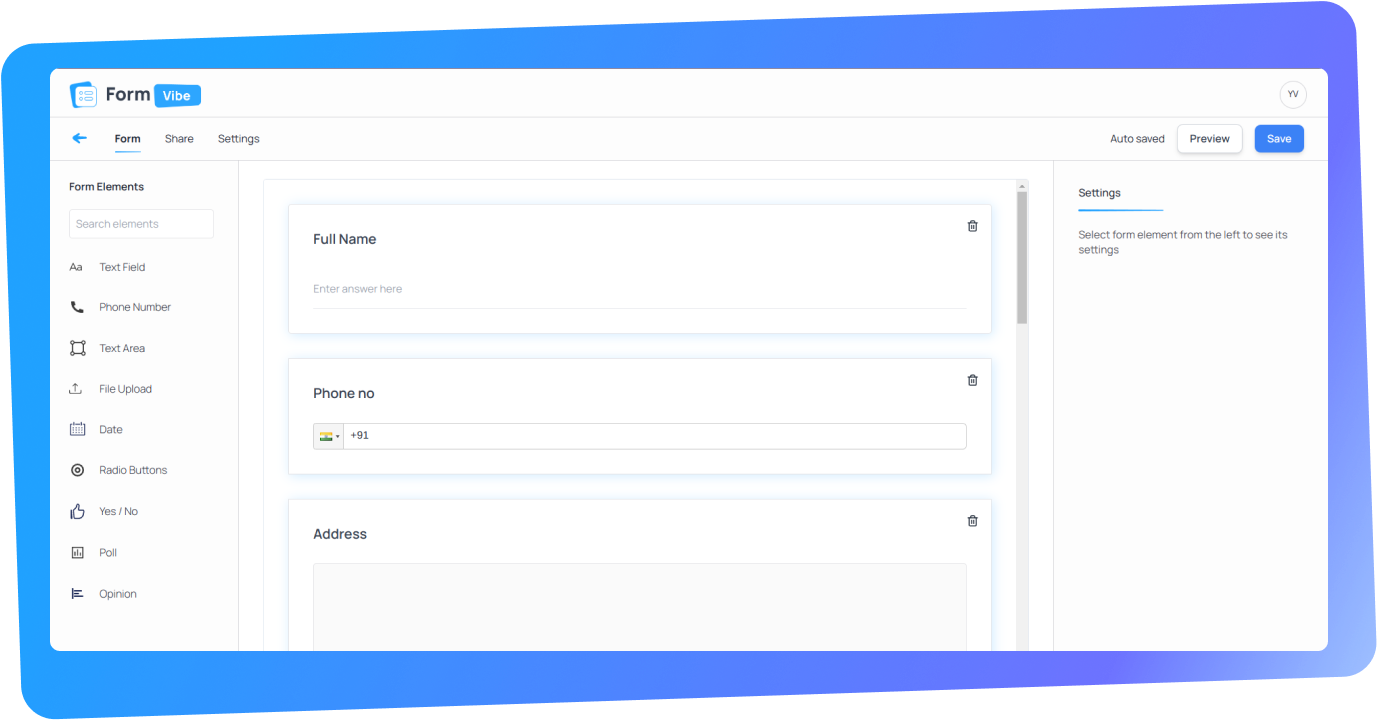 Form Vibe
YV
Form Share Settings
Auto saved Preview Save
Form Elements
Search elements
Aa Text Field
Phone Number
Text Area
File Upload
Date
Radio Buttons
Yes / No
Poll
Opinion
Full Name
Enter answer here
Phone no
+91
Address
Settings
Select form element from the left to see its
settings